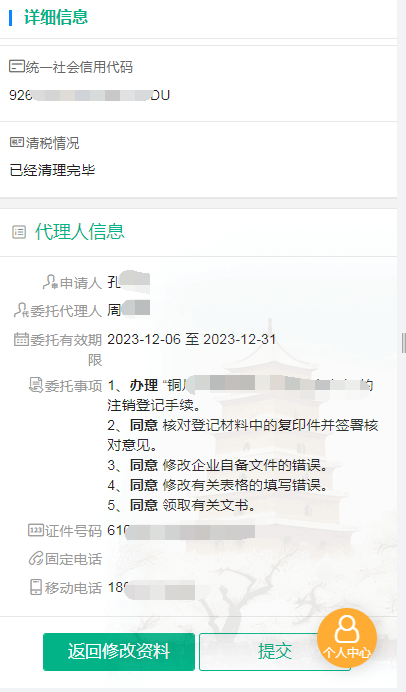 详细信息
统一社会信用代码
926 DU
清税情况
已经清理完毕
代理人信息
申请人 孔
委托代理人 周
委托有效期限 2023-12-06 至 2023-12-31
委托事项 1、办理 “铜 的
注销登记手续。
2、同意 核对登记材料中的复印件并签署核
对意见。
3、同意 修改企业自备文件的错误。
4、同意 修改有关表格的填写错误。
5、同意 领取有关文书。
证件号码 610
固定电话
移动电话 189
返回修改资料 提交
个人中心